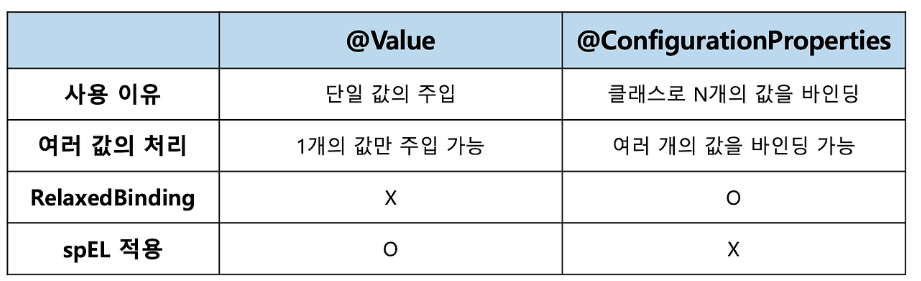 @Value @ConfigurationProperties
사용 이유 단일 값의 주입 클래스로 N개의 값을 바인딩
여러 값의 처리 1개의 값만 주입 가능 여러 개의 값을 바인딩 가능
RelaxedBinding X O
spEL 적용 O X